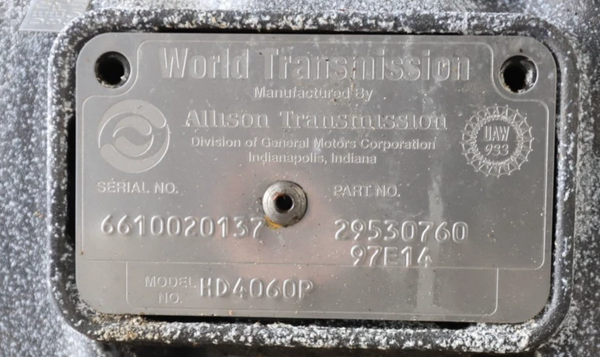 World Transmission
Manufactured By
Allison Transmission
Division of General Motors Corporation
Indianapolis, Indiana
UAW
933
SERIAL NO.
PART NO.
6610020137
29530760
97E14
MODEL
NO.
HD4060P